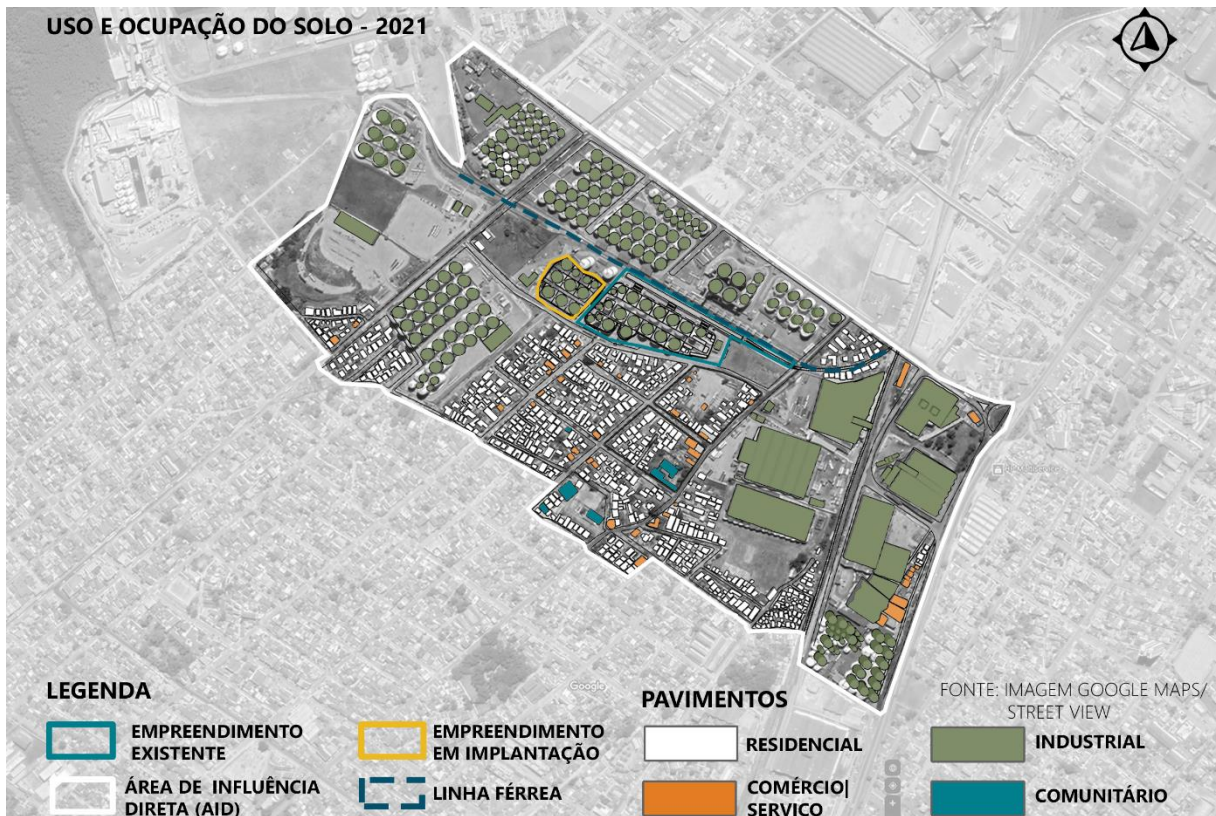 USO E OCUPAÇÃO DO SOLO - 2021
Google
LEGENDA
EMPREENDIMENTO
EXISTENTE
ÁREA DE INFLUÊNCIA
DIRETA (AID)
EMPREENDIMENTO
EM IMPLANTAÇÃO
LINHA FÉRREA
PAVIMENTOS
RESIDENCIAL
COMÉRCIO|
SERVIÇO
FONTE: IMAGEM GOOGLE MAPS/
STREET VIEW
INDUSTRIAL
COMUNITÁRIO